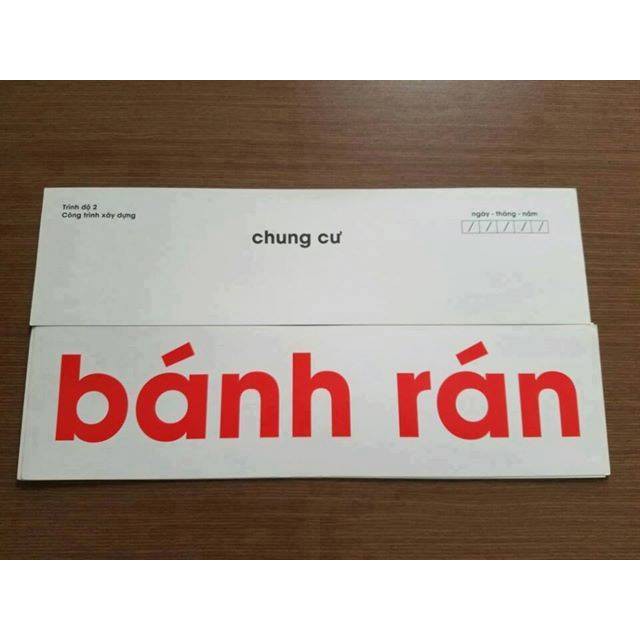 Trình độ 2
Công trình xây dựng
ngày - tháng - năm
/ / / / /
chung cư
bánh rán